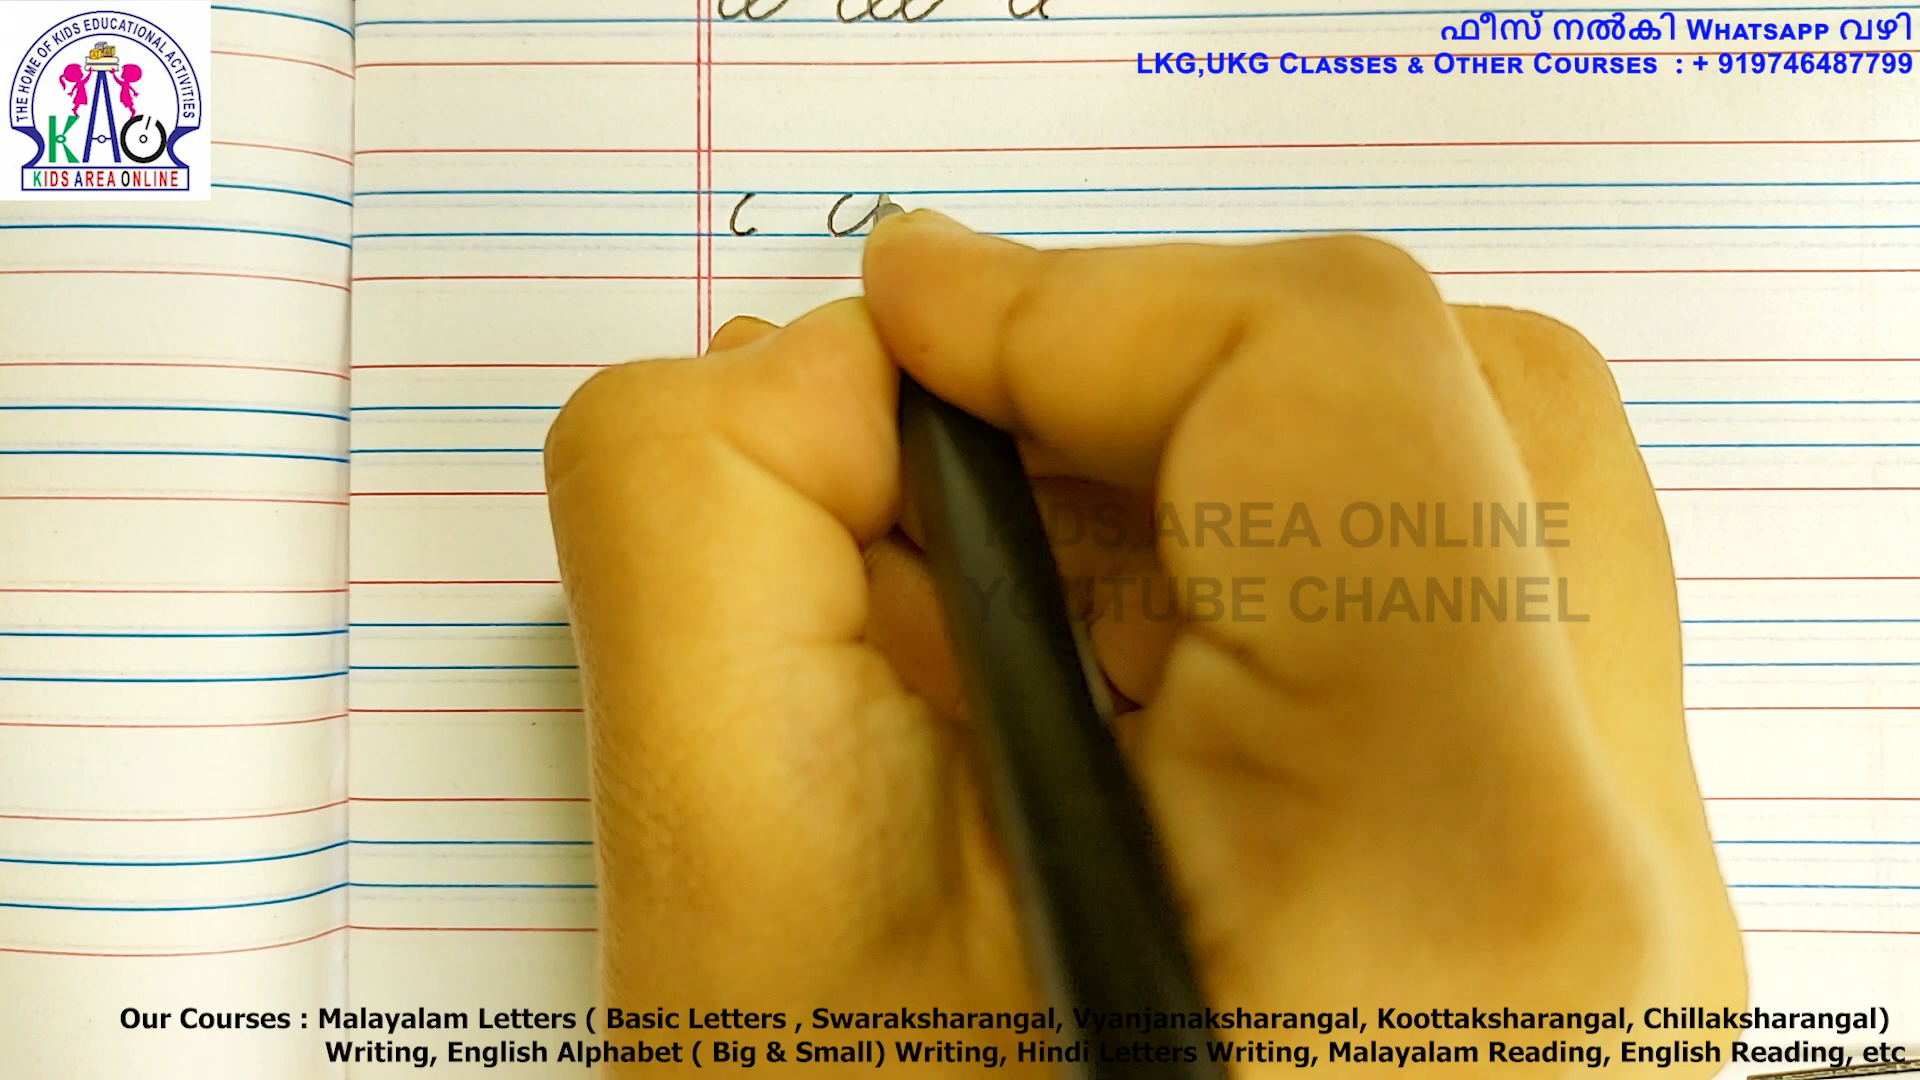 THE HOME OF KIDS EDUCATIONAL ACTIVITIES
KAO
KIDS AREA ONLINE
ഫീസ് നൽകി WHATSAPP വഴി
LKG,UKG CLASSES & OTHER COURSES : + 919746487799
c
KIDS AREA ONLINE
YOUTUBE CHANNEL
Our Courses : Malayalam Letters ( Basic Letters , Swaraksharangal, Vyanjanaksharangal, Koottaksharangal, Chillaksharangal)
Writing, English Alphabet ( Big & Small) Writing, Hindi Letters Writing, Malayalam Reading, English Reading, etc